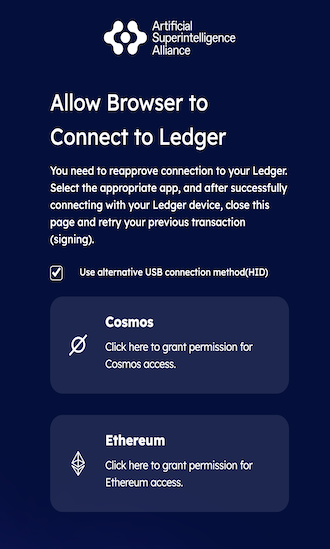 Artificial
Superintelligence
Alliance
Allow Browser to
Connect to Ledger
You need to reapprove connection to your Ledger.
Select the appropriate app, and after successfully
connecting with your Ledger device, close this
page and retry your previous transaction
(signing).
Use alternative USB connection method(HID)
Cosmos
Click here to grant permission for
Cosmos access.
Ethereum
Click here to grant permission for
Ethereum access.